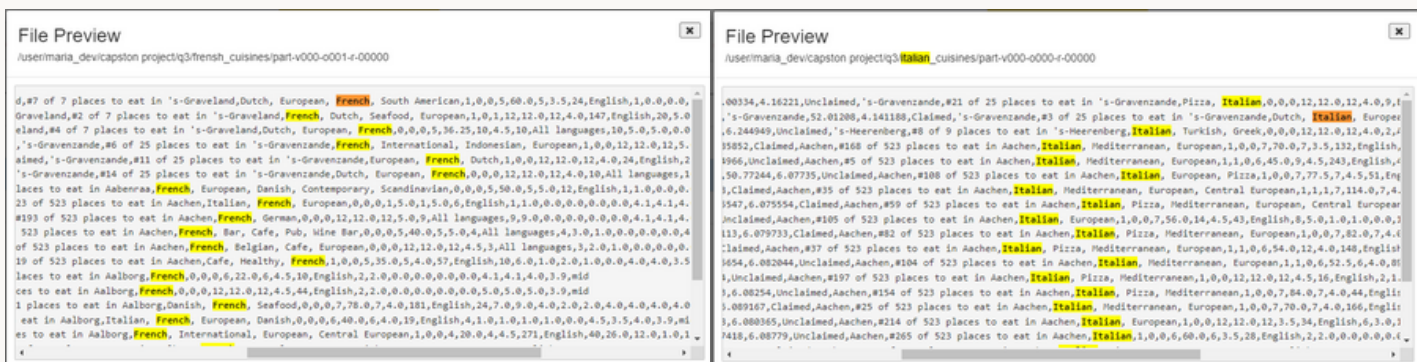 File Preview
/user/maria_dev/capston project/q3/frensh_cuisines/part-v000-o001-r-00000
d,#7 of 7 places to eat in 's-Graveland,Dutch, European, French, South American,1,0,0,5,60.0,5,3.5,24,English,1,0.0,0.0,
Graveland,#2 of 7 places to eat in 's-Graveland,French, Dutch, Seafood, European,1,0,1,12,12.0,12,4.0,147,English,20,5.0
eland,#4 of 7 places to eat in 's-Graveland,Dutch, European, French,0,0,0,5,36.25,10,4.5,10,All languages,10,5.0,5.0,0.0
,'s-Gravenzande,#6 of 25 places to eat in 's-Gravenzande,French, International, Indonesian, European,1,0,0,12,12.0,12,5.
aimed,'s-Gravenzande,#11 of 25 places to eat in 's-Gravenzande,European, French, Dutch,1,0,0,12,12.0,12,4.0,24,English,2
's-Gravenzande,#14 of 25 places to eat in 's-Gravenzande,Dutch, European, French,0,0,0,12,12.0,12,4.0,10,All languages,1
laces to eat in Aabenraa,French, European, Danish, Contemporary, Scandinavian,0,0,0,5,50.0,5,5.0,12,English,1,1.0,0.0,0.
23 of 523 places to eat in Aachen,Italian, French, European,0,0,0,1,5.0,1,5.0,6,English,1,1.0,0.0,0.0,0.0,0.0,4.1,4.1,4.
#193 of 523 places to eat in Aachen,French, German,0,0,0,12,12.0,12,5.0,9,All languages,9,9.0,0.0,0.0,0.0,0.0,4.1,4.1,4.
523 places to eat in Aachen,French, Bar, Cafe, Pub, Wine Bar,0,0,0,5,40.0,5,5.0,4,All languages,4,3.0,1.0,0.0,0.0,0.0,4
of 523 places to eat in Aachen,French, Belgian, Cafe, European,0,0,0,12,12.0,12,4.5,3,All languages,3,2.0,1.0,0.0,0.0,0.
19 of 523 places to eat in Aachen,Cafe, Healthy, French,1,0,0,5,35.0,5,4.0,57,English,10,6.0,1.0,2.0,1.0,0.0,4.0,4.0,3.5
laces to eat in Aalborg,French,0,0,0,6,22.0,6,4.5,10,English,2,2.0,0.0,0.0,0.0,0.0,4.1,4.1,4.0,3.9,mid
ces to eat in Aalborg,French,0,0,0,12,12.0,12,4.5,44,English,2,2.0,0.0,0.0,0.0,0.0,5.0,5.0,5.0,3.9,mid
1 places to eat in Aalborg,Danish, French, Seafood,0,0,0,7,78.0,7,4.0,181,English,24,7.0,9.0,4.0,2.0,2.0,4.0,4.0,4.0,4.0
eat in Aalborg,Italian, French, European, Danish,0,0,0,6,40.0,6,4.0,19,English,4,1.0,1.0,1.0,1.0,0.0,4.5,3.5,4.0,3.9,mi
es to eat in Aalborg,French, International, European, Central European,1,0,0,4,20.0,4,4.5,271,English,40,26.0,12.0,1.0,1
File Preview
/user/maria_dev/capston project/q3/Italian_cuisines/part-v000-o000-r-00000
.00334,4.16221,Unclaimed,'s-Gravenzande,#21 of 25 places to eat in 's-Gravenzande,Pizza, Italian,0,0,0,12,12.0,12,4.0,9,E
,'s-Gravenzande,52.01208,4.141188,Claimed,'s-Gravenzande,#3 of 25 places to eat in 's-Gravenzande,Dutch, Italian, Europea
,6.244949,Unclaimed,'s-Heerenberg,#8 of 9 places to eat in 's-Heerenberg,Italian, Turkish, Greek,0,0,0,12,12.0,12,4.0,2,
35852,Claimed,Aachen,#168 of 523 places to eat in Aachen,Italian, Mediterranean, European,1,0,0,7,70.0,7,3.5,132,English,
4966,Unclaimed,Aachen,#5 of 523 places to eat in Aachen,Italian, Mediterranean, European,1,1,0,6,45.0,9,4.5,243,English,
,50.77244,6.07735,Unclaimed,Aachen,#108 of 523 places to eat in Aachen,Italian, European, Pizza,1,0,0,7,77.5,7,4.5,51,Eng
3,Claimed,Aachen,#35 of 523 places to eat in Aachen,Italian, Mediterranean, European, Central European,1,1,1,7,114.0,7,4.
3547,6.075554,Claimed,Aachen,#59 of 523 places to eat in Aachen,Italian, Pizza, Mediterranean, European, Central European
Unclaimed,Aachen,#105 of 523 places to eat in Aachen,Italian, European,1,0,0,7,56.0,14,4.5,43,English,8,5.0,1.0,1.0,0.0,1
113,6.079733,Claimed,Aachen,#82 of 523 places to eat in Aachen,Italian, Pizza, Mediterranean, European,1,0,0,7,82.0,7,4.0
Claimed,Aachen,#37 of 523 places to eat in Aachen,Italian, Pizza, Mediterranean, European,1,1,0,6,54.0,12,4.0,148,English
3654,6.082044,Unclaimed,Aachen,#104 of 523 places to eat in Aachen,Italian, Mediterranean, European,1,1,0,6,52.5,6,4.0,85
4,Unclaimed,Aachen,#197 of 523 places to eat in Aachen,Italian, Pizza, Mediterranean,1,0,0,12,12.0,12,4.5,16,English,2,1.
3,6.08254,Unclaimed,Aachen,#154 of 523 places to eat in Aachen,Italian, Pizza, Mediterranean,1,0,0,7,84.0,7,4.0,44,Englis
.089167,Claimed,Aachen,#25 of 523 places to eat in Aachen,Italian, Mediterranean, European,1,0,0,7,70.0,7,4.0,166,Englis
3,6.080365,Unclaimed,Aachen,#214 of 523 places to eat in Aachen,Italian, European,1,0,0,12,12.0,12,3.5,34,English,6,3.0,1
7418,6.08779,Unclaimed,Aachen,#265 of 523 places to eat in Aachen,Italian,1,0,0,6,60.0,6,3.5,28,English,2,2.0,0.0,0.0,0.